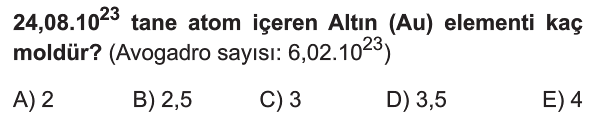 24,08.10²³ tane atom içeren Altın (Au) elementi kaç
moldür? (Avogadro sayısı: 6,02.10²³)
A) 2 B) 2,5 C) 3 D) 3,5 E) 4